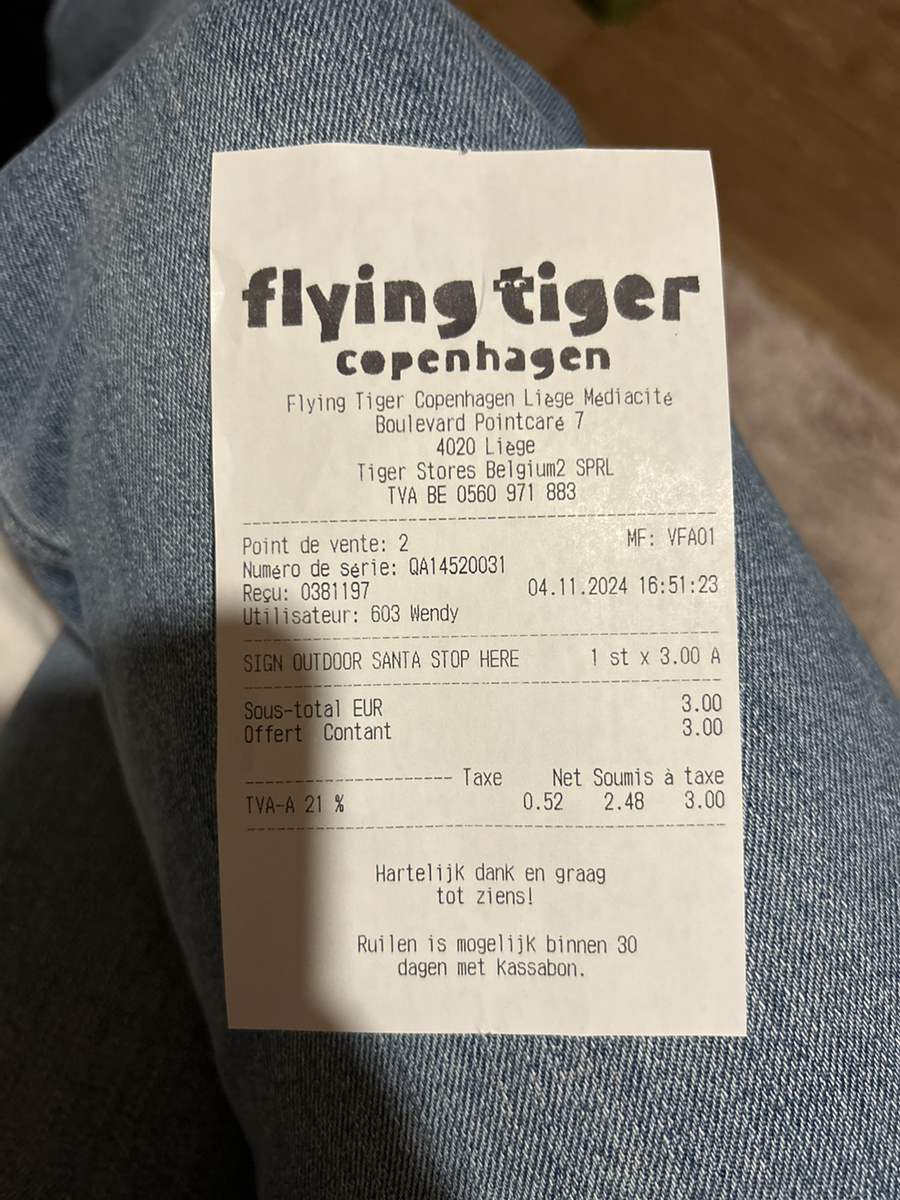 flying tiger
copenhagen
Flying Tiger Copenhagen Liège Médiacité
Boulevard Pointcaré 7
4020 Liège
Tiger Stores Belgium2 SPRL
TVA BE 0560 971 883
Point de vente: 2 MF: VFA01
Numéro de série: QA14520031
Reçu: 0381197 04.11.2024 16:51:23
Utilisateur: 603 Wendy
SIGN OUTDOOR SANTA STOP HERE 1 st x 3.00 A
Sous-total EUR 3.00
Offert Contant 3.00
Taxe Net Soumis à taxe
TVA-A 21 % 0.52 2.48 3.00
Hartelijk dank en graag
tot ziens!
Ruilen is mogelijk binnen 30
dagen met Kassabon.